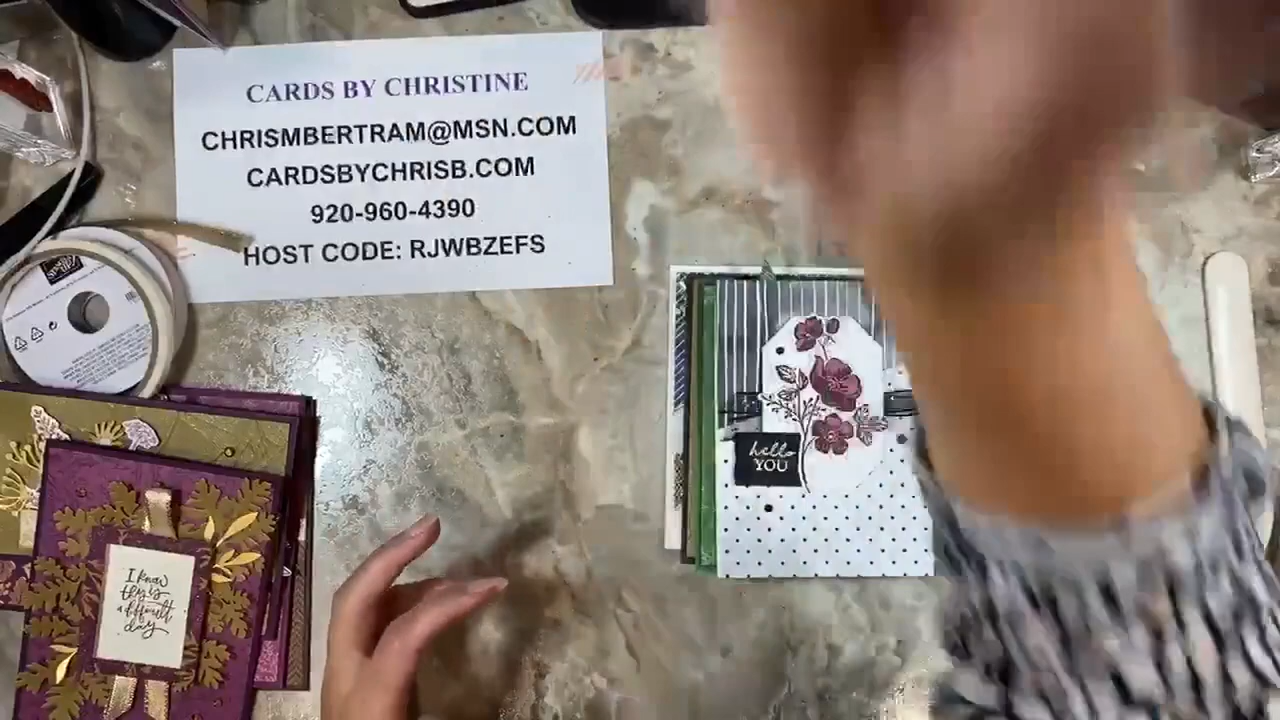 CARDS BY CHRISTINE
CHRISMBERTRAM@MSN.COM
CARDSBYCHRISB.COM
920-960-4390
HOST CODE: RJWBZEFS
hello
YOU
I know
this is
a difficult
day